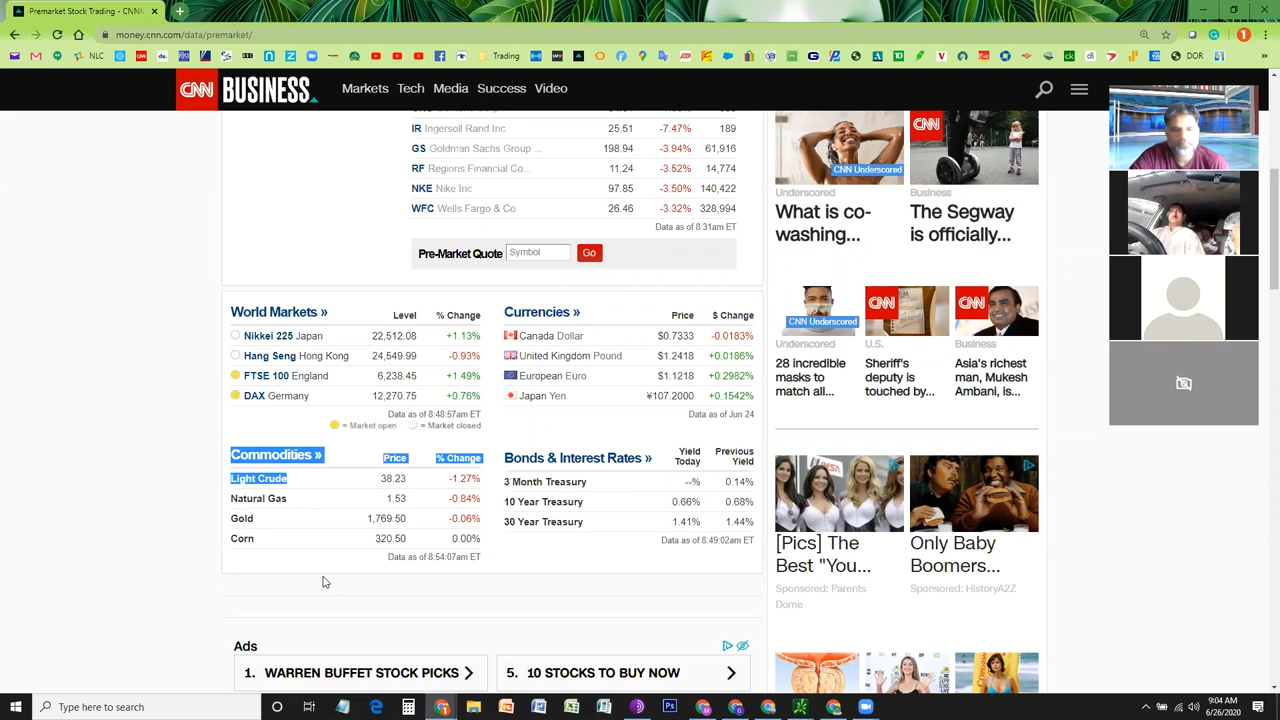 Premarket Stock Trading - CNNM
money.cnn.com/data/premarket/
NLC
Trading
DOR
CNN BUSINESS
Markets Tech Media Success Video
IR Ingersoll Rand Inc 25.51 -7.47% 189
GS Goldman Sachs Group ... 198.94 -3.94% 61,916
RF Regions Financial Co... 11.24 -3.52% 14,774
NKE Nike Inc 97.85 -3.50% 140,422
WFC Wells Fargo & Co 26.46 -3.32% 328,994
Data as of 8:31am ET
Pre-Market Quote Symbol Go
World Markets » Level % Change
Nikkei 225 Japan 22,512.08 +1.13%
Hang Seng Hong Kong 24,549.99 -0.93%
FTSE 100 England 6,238.45 +1.49%
DAX Germany 12,270.75 +0.76%
Data as of 8:48:57am ET
= Market open = Market closed
Currencies » Price $ Change
Canada Dollar $0.7333 -0.0183%
United Kingdom Pound $1.2418 +0.0186%
European Euro $1.1218 +0.2982%
Japan Yen ¥107.2000 +0.1542%
Data as of Jun 24
Commodities » Price % Change
Light Crude 38.23 -1.27%
Natural Gas 1.53 -0.84%
Gold 1,769.50 -0.06%
Corn 320.50 0.00%
Data as of 8:54:07am ET
Bonds & Interest Rates » Yield Today Previous Yield
3 Month Treasury --% 0.14%
10 Year Treasury 0.66% 0.68%
30 Year Treasury 1.41% 1.44%
Data as of 8:49:02am ET
Ads
1. WARREN BUFFET STOCK PICKS
5. 10 STOCKS TO BUY NOW
CNN Underscored
Underscored
What is co-
washing...
CNN
Business
The Segway
is officially...
CNN Underscored
Underscored
28 incredible
masks to
match all...
CNN
U.S.
Sheriff's
deputy is
touched by...
CNN
Business
Asia's richest
man, Mukesh
Ambani, is...
[Pics] The
Best "You...
Sponsored: Parents
Dome
Only Baby
Boomers...
Sponsored: HistoryA2Z
Type here to search
9:04 AM
6/26/2020